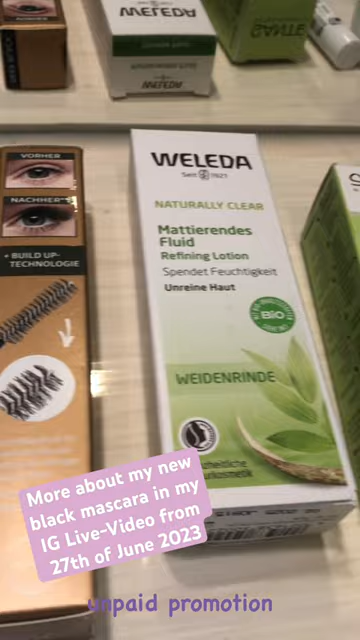 WELEDA
VORHER
NACHHER*
• BUILD UP-
TECHNOLOGIE
WELEDA
Seit 1921
NATURALLY CLEAR
Mattierendes
Fluid
Refining Lotion
Spendet Feuchtigkeit
Unreine Haut
BIO
WEIDENRINDE
More about my new
black mascara in my
IG Live-Video from
27th of June 2023
unpaid promotion